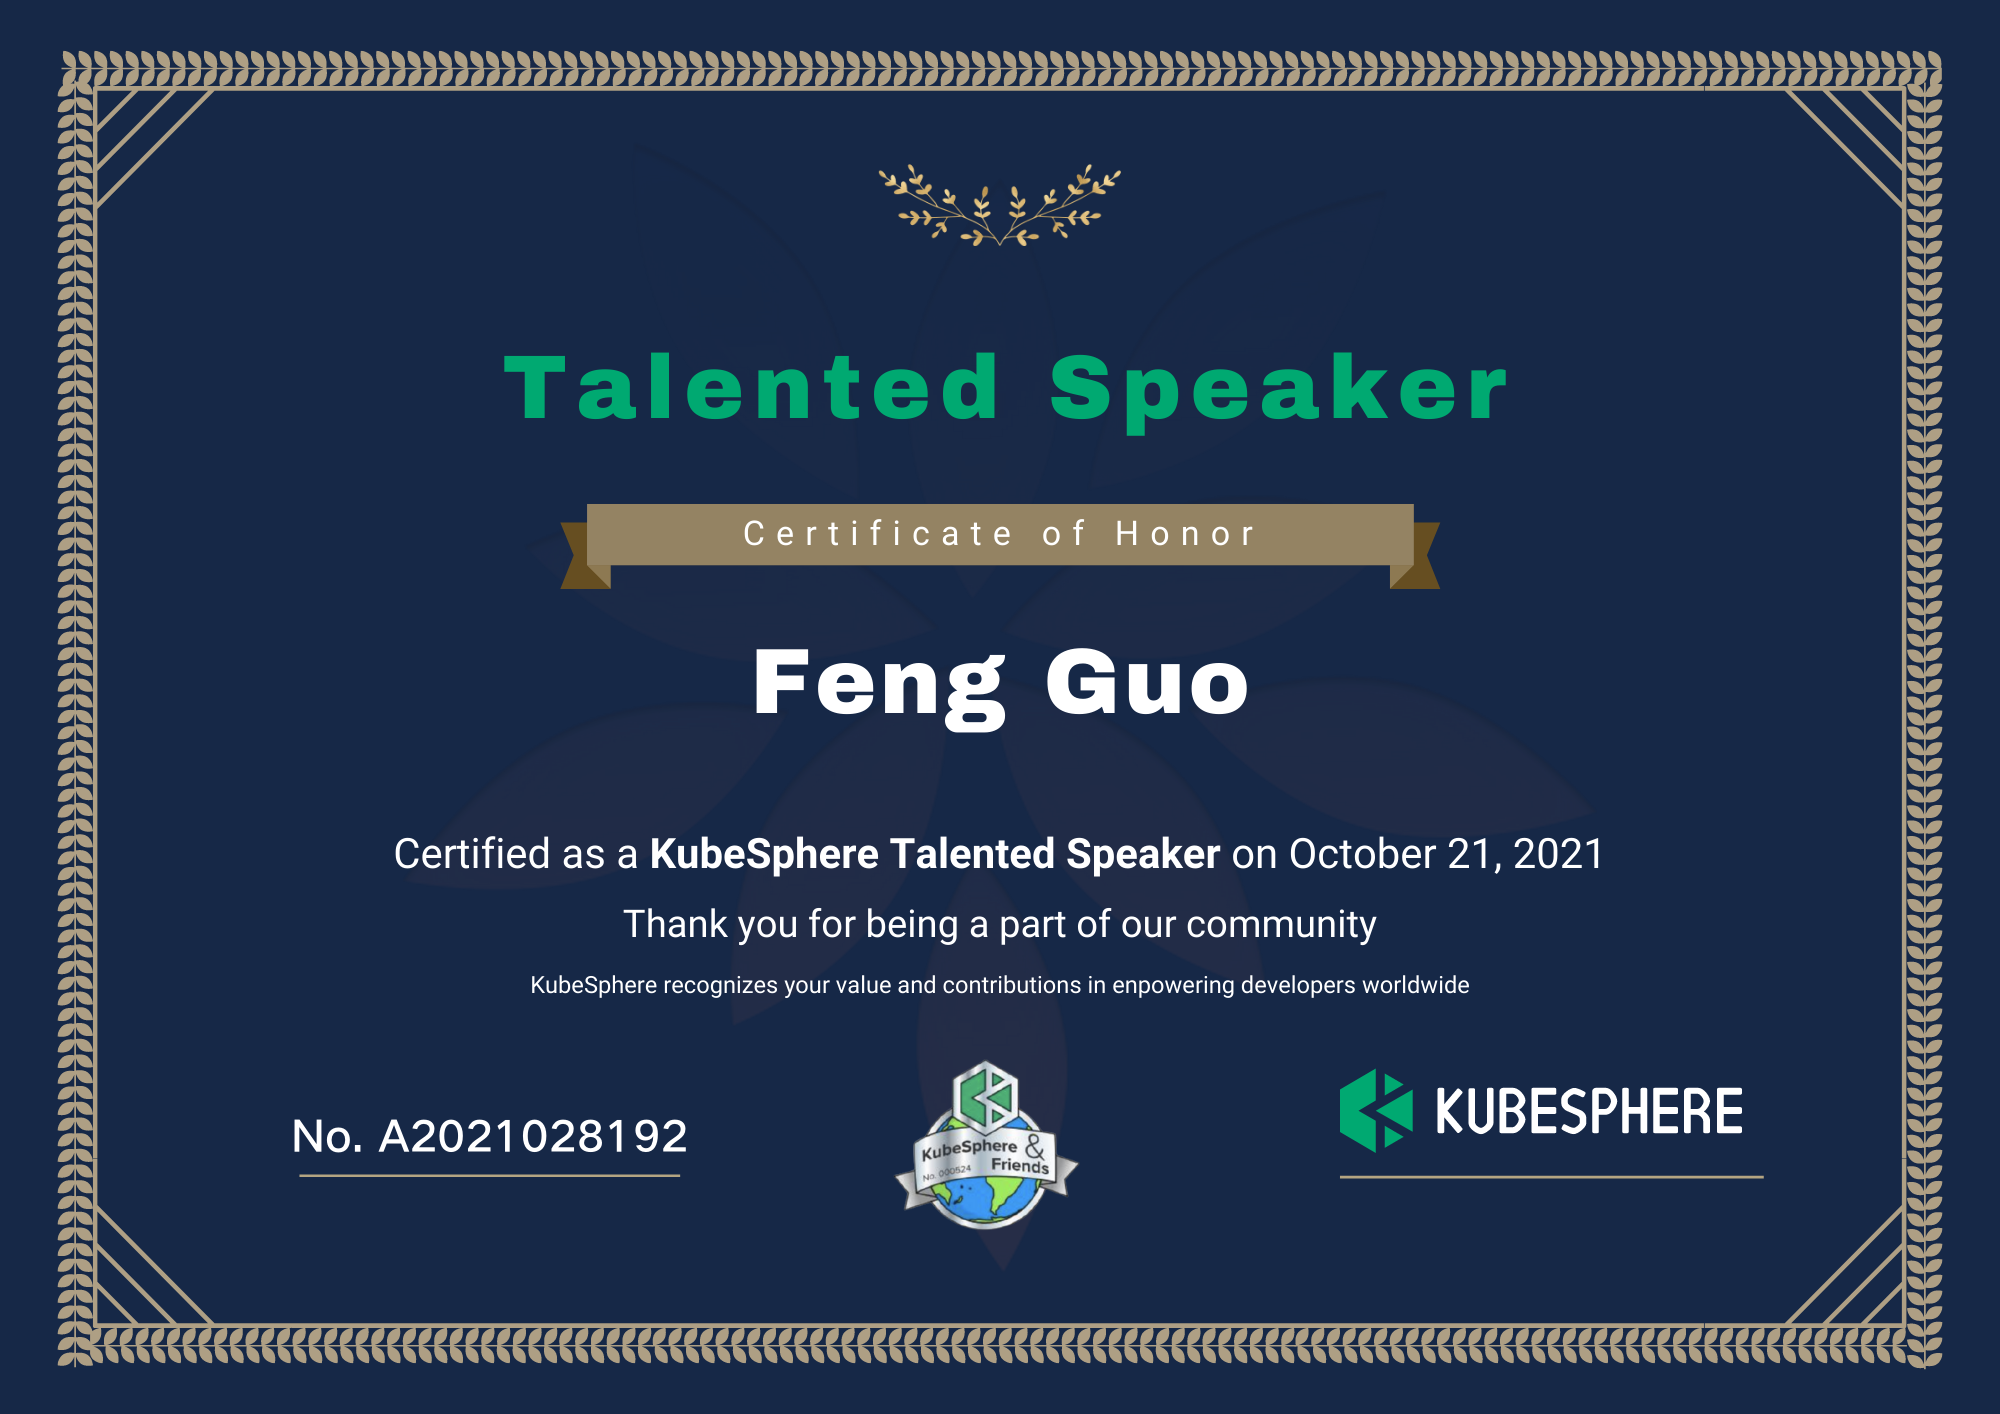 Talented Speaker
Certificate of Honor
Feng Guo
Certified as a KubeSphere Talented Speaker on October 21, 2021
Thank you for being a part of our community
KubeSphere recognizes your value and contributions in enpowering developers worldwide
No. A2021028192
KubeSphere &
Friends
No. 000524
KUBESPHERE